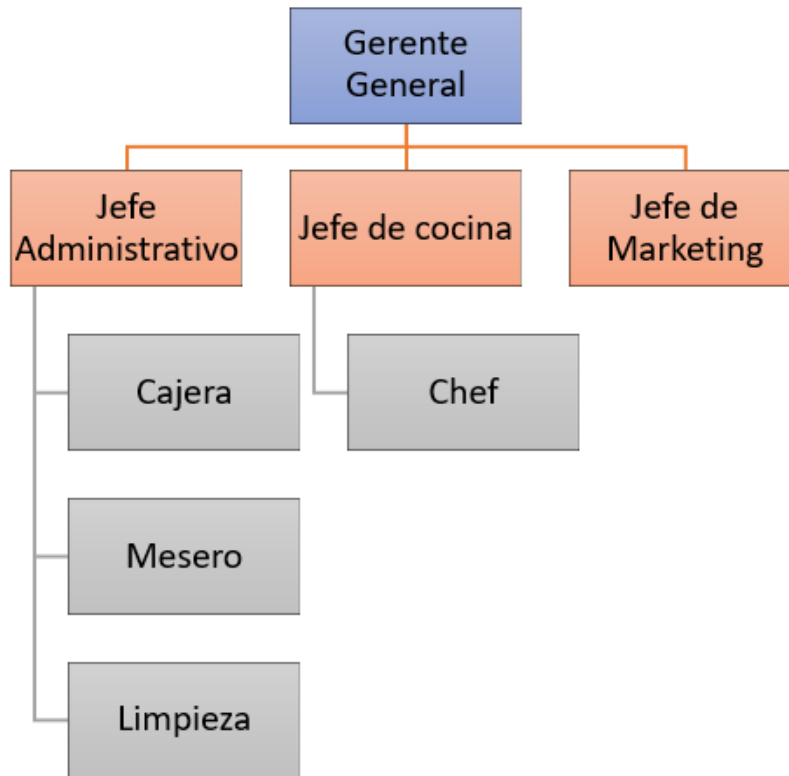 Gerente
General
Jefe
Administrativo
Jefe de cocina
Jefe de
Marketing
Cajera
Chef
Mesero
Limpieza